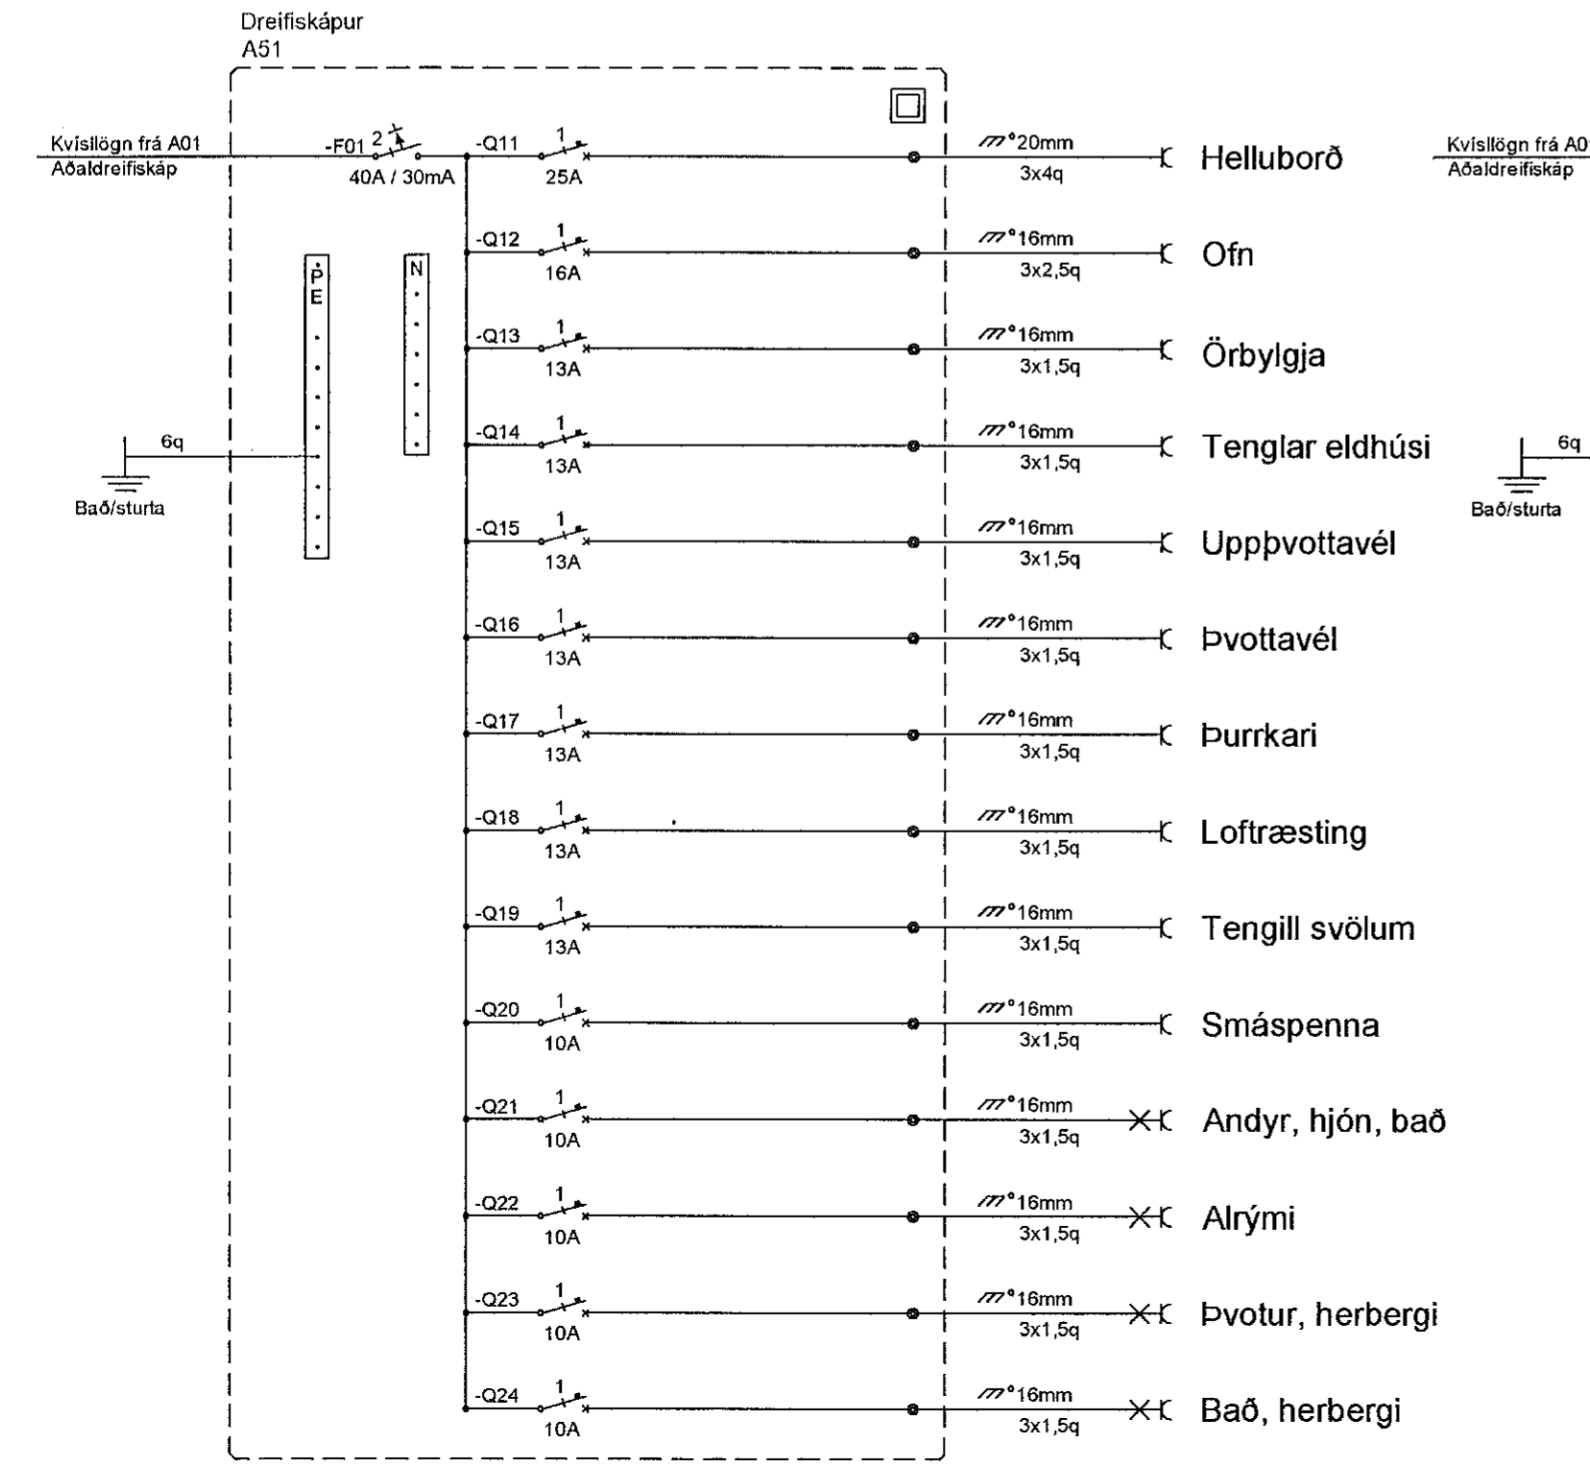 Dreifiskápur
A51
Kvísllögn frá A01
Aðaldreifiskáp
-F01 2
40A / 30mA
PE
N
6q
Bað/sturta
-Q11 1
25A
20mm
3x4q
Helluborð
-Q12 1
16A
16mm
3x2,5q
Ofn
-Q13 1
13A
16mm
3x1,5q
Örbylgja
-Q14 1
13A
16mm
3x1,5q
Tenglar eldhúsi
-Q15 1
13A
16mm
3x1,5q
Uppþvottavél
-Q16 1
13A
16mm
3x1,5q
Þvottavél
-Q17 1
13A
16mm
3x1,5q
Þurrkari
-Q18 1
13A
16mm
3x1,5q
Loftræsting
-Q19 1
13A
16mm
3x1,5q
Tengill svölum
-Q20 1
10A
16mm
3x1,5q
Smáspenna
-Q21 1
10A
16mm
3x1,5q
Andyr, hjón, bað
-Q22 1
10A
16mm
3x1,5q
Alrými
-Q23 1
10A
16mm
3x1,5q
Þvotur, herbergi
-Q24 1
10A
16mm
3x1,5q
Bað, herbergi
Kvísllögn frá A01
Aðaldreifiskáp
6q
Bað/sturta